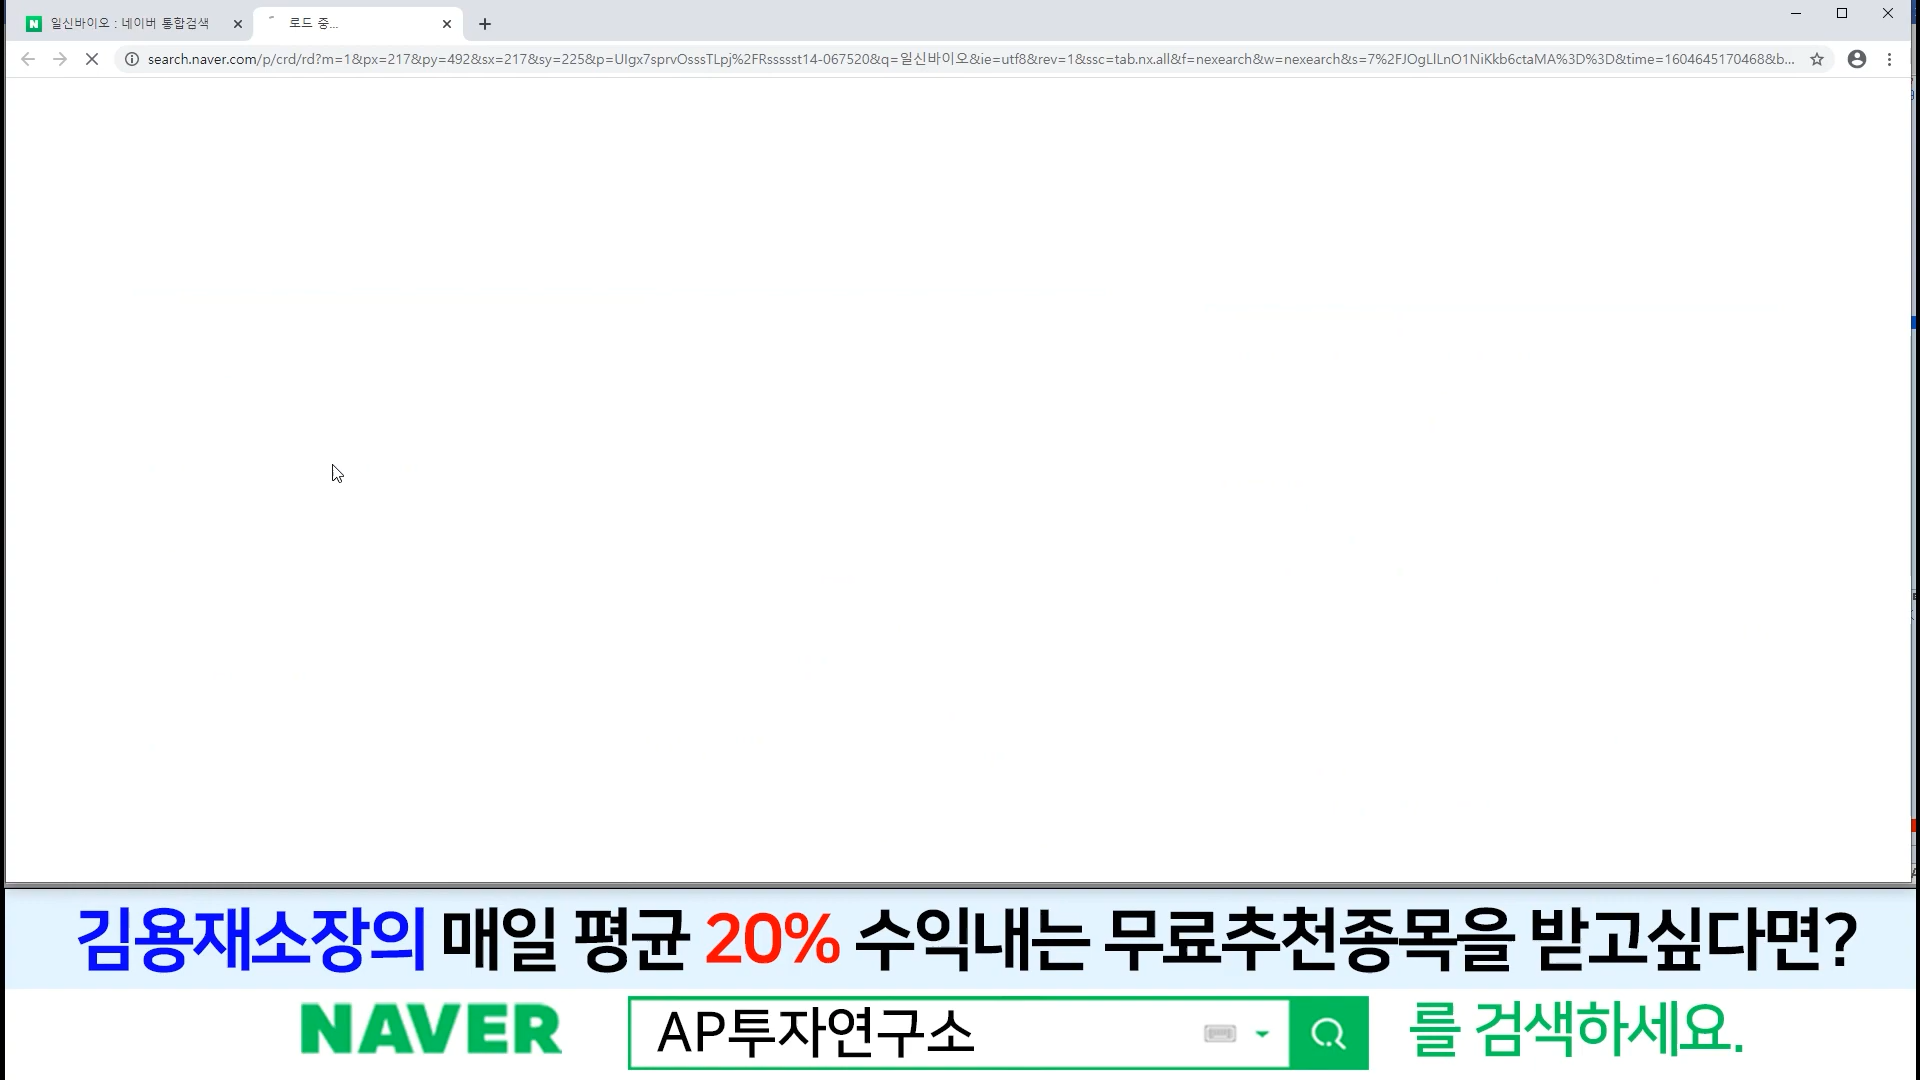 일신바이오 : 네이버 통합검색
로드 중...
search.naver.com/p/crd/rd?m=1&px=217&py=492&sx=217&sy=225&p=UIgx7sprvOsssTLpj%2FRssssst14-067520&q=일신바이오&ie=utf8&rev=1&ssc=tab.nx.all&f=nexearch&w=nexearch&s=7%2FJOgLlLnO1NiKkb6ctaMA%3D%3D&time=1604645170468&b...
김용재소장의 매일 평균 20% 수익내는 무료추천종목을 받고싶다면?
NAVER AP투자연구소 를 검색하세요.